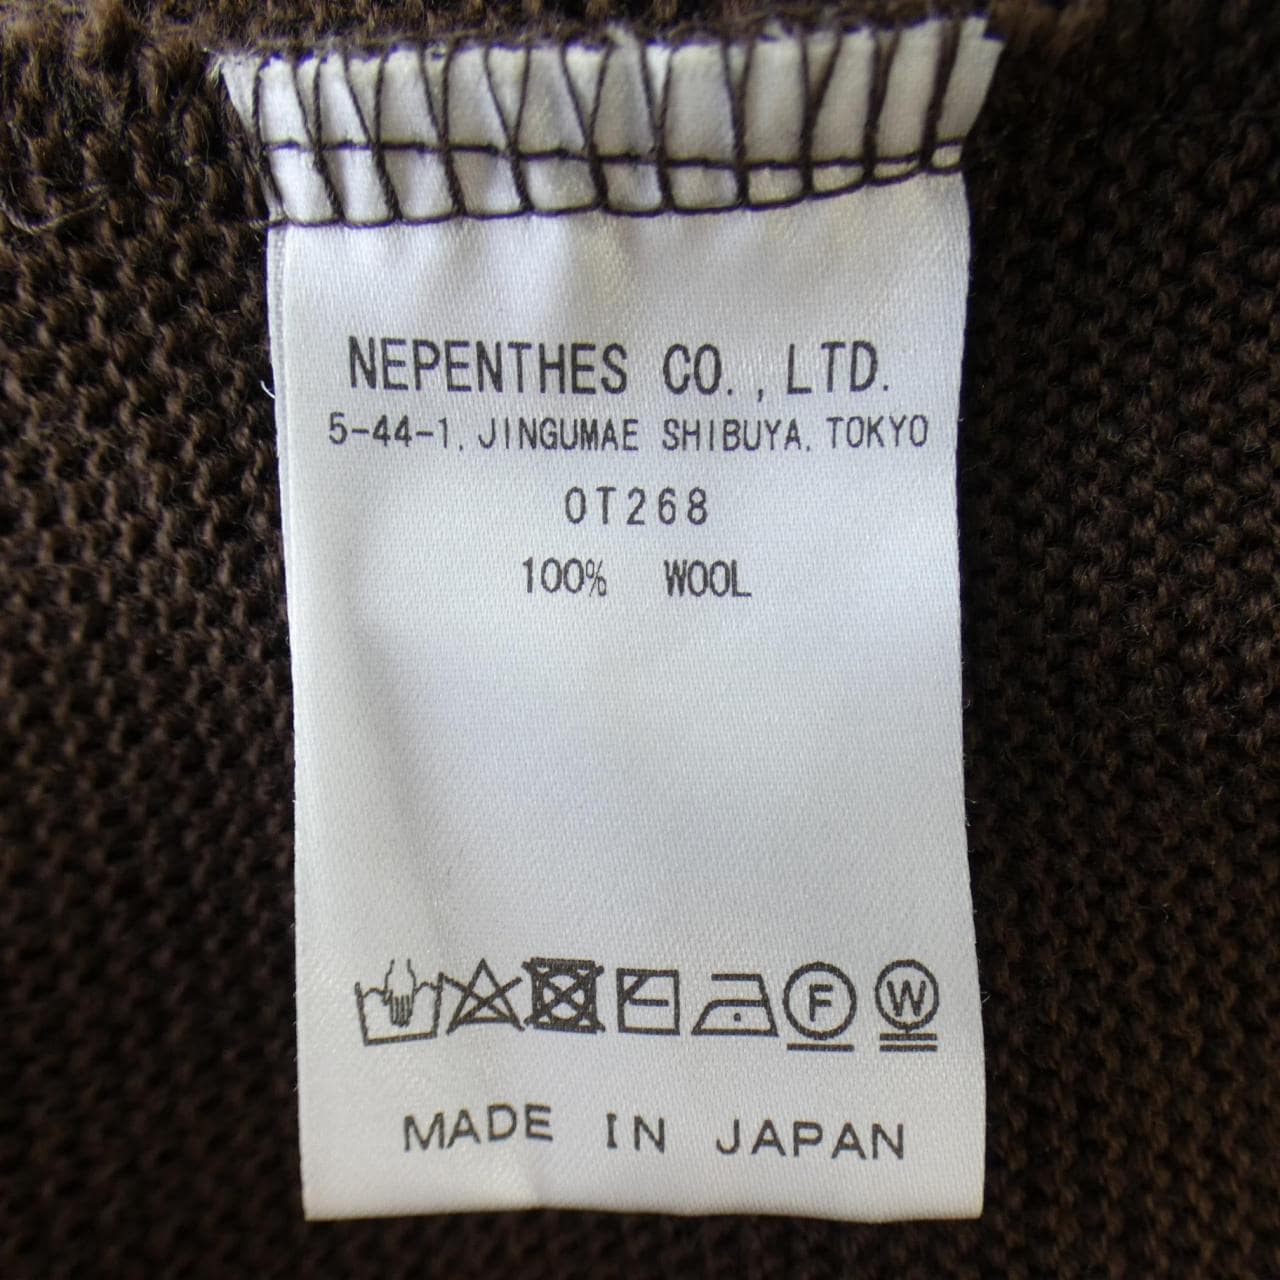 NEPENTHES CO., LTD.
5-44-1, JINGUMAE SHIBUYA, TOKYO
OT268
100% WOOL
F W
MADE IN JAPAN